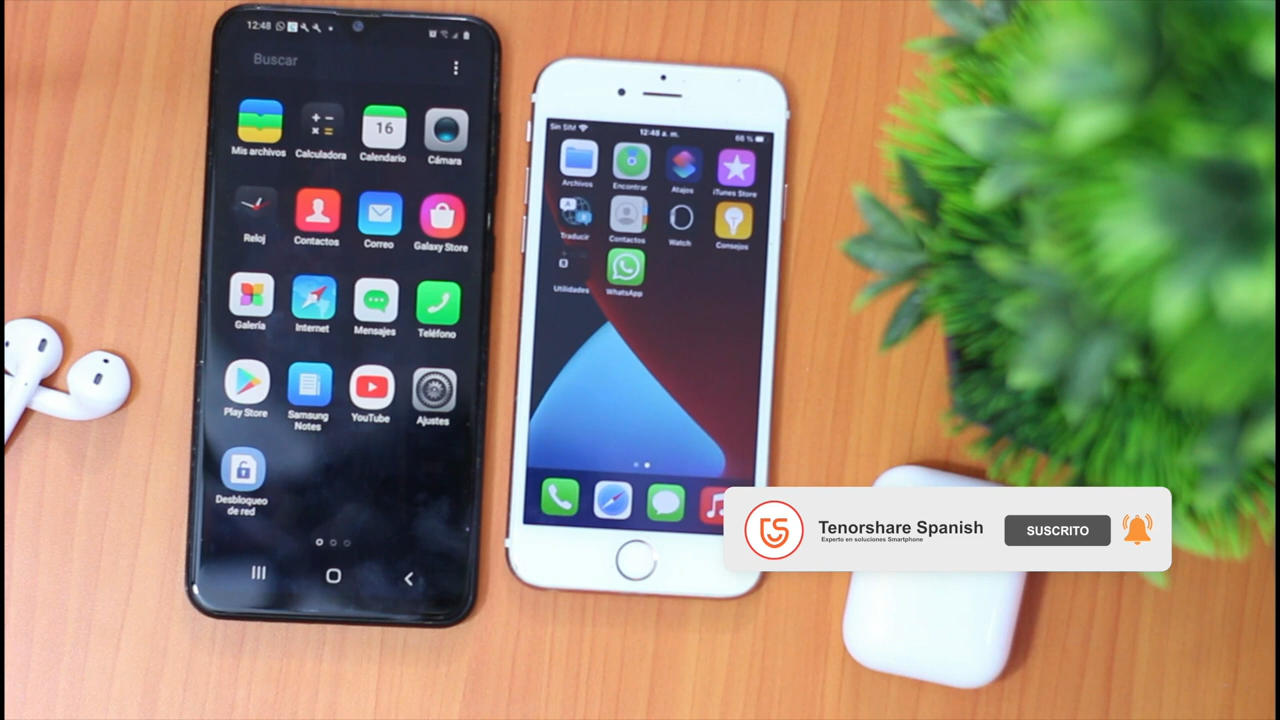 12:48
Buscar
Mis archivos
Calculadora
16
Calendario
Cámara
Reloj
Contactos
Correo
Galaxy Store
Galería
Internet
Mensajes
Teléfono
Play Store
Samsung
Notes
YouTube
Ajustes
Desbloqueo
de red
Sin SIM
12:48 a. m.
66 %
Archivos
Encontrar
Atajos
iTunes Store
Traducir
Contactos
Watch
Consejos
Utilidades
WhatsApp
Tenorshare Spanish
Experto en soluciones Smartphone
SUSCRITO